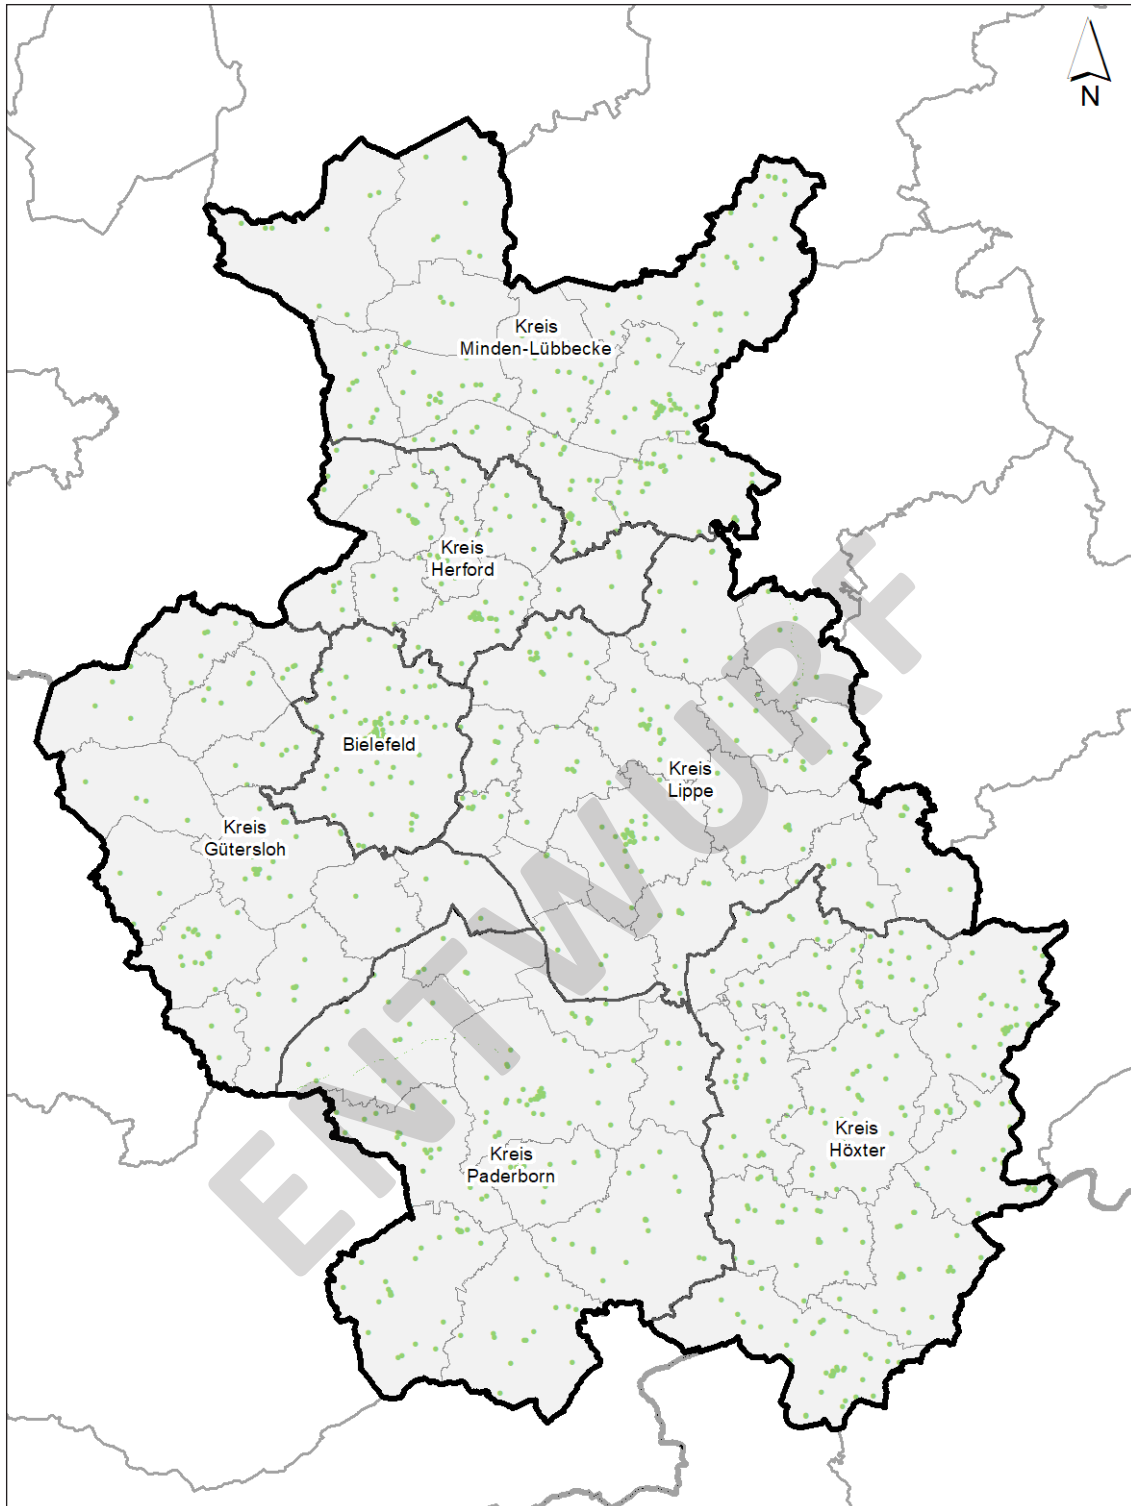 N
Kreis
Minden-Lübbecke
Kreis
Herford
Bielefeld
Kreis
Lippe
Kreis
Gütersloh
Kreis
Höxter
Kreis
Paderborn
ENTWURF